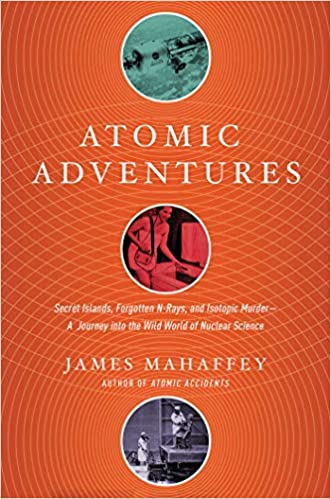 ATOMIC
ADVENTURES
Secret Islands, Forgotten N-Rays, and Isotopic Murder—
A Journey into the Wild World of Nuclear Science
JAMES MAHAFFEY
AUTHOR OF ATOMIC ACCIDENTS